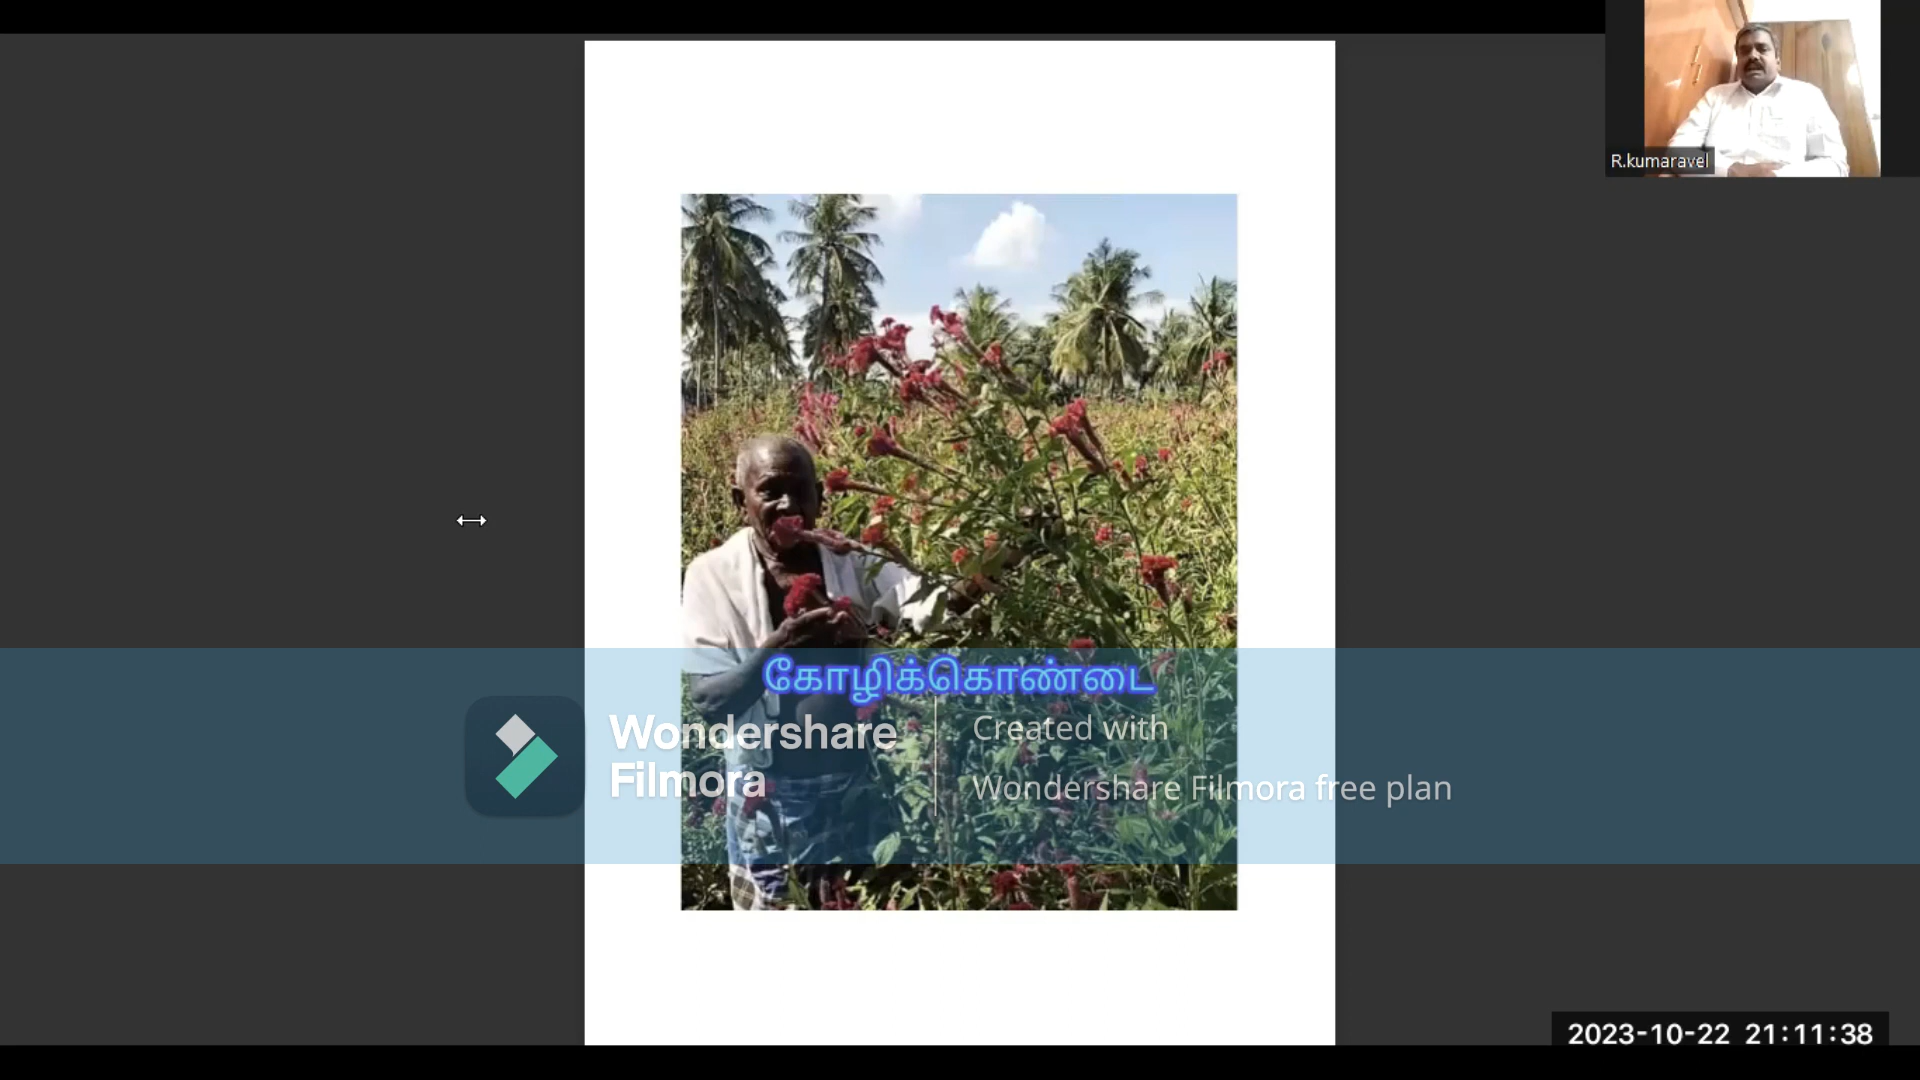 R.kumaravel
கோழிக்கொண்டை
Wondershare
Filmora
Created with
Wondershare Filmora free plan
2023-10-22 21:11:38